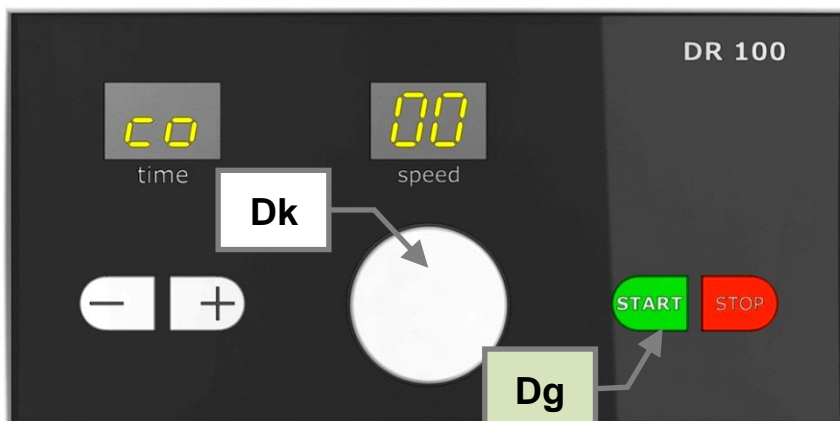 DR 100
co
00
time
speed
Dk
− +
START STOP
Dg